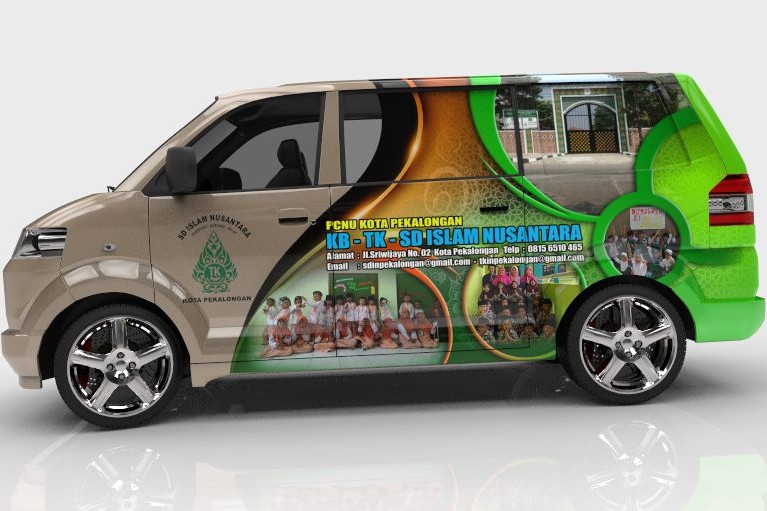 SD ISLAM NUSANTARA
TK
KOTA PEKALONGAN
PCNU KOTA PEKALONGAN
KB - TK - SD ISLAM NUSANTARA
Alamat : Jl.Sriwijaya No. 02 Kota Pekalongan Telp : 0815 6510 465
Email : sdinpekalongan@gmail.com - tkinpekalongan@gmail.com